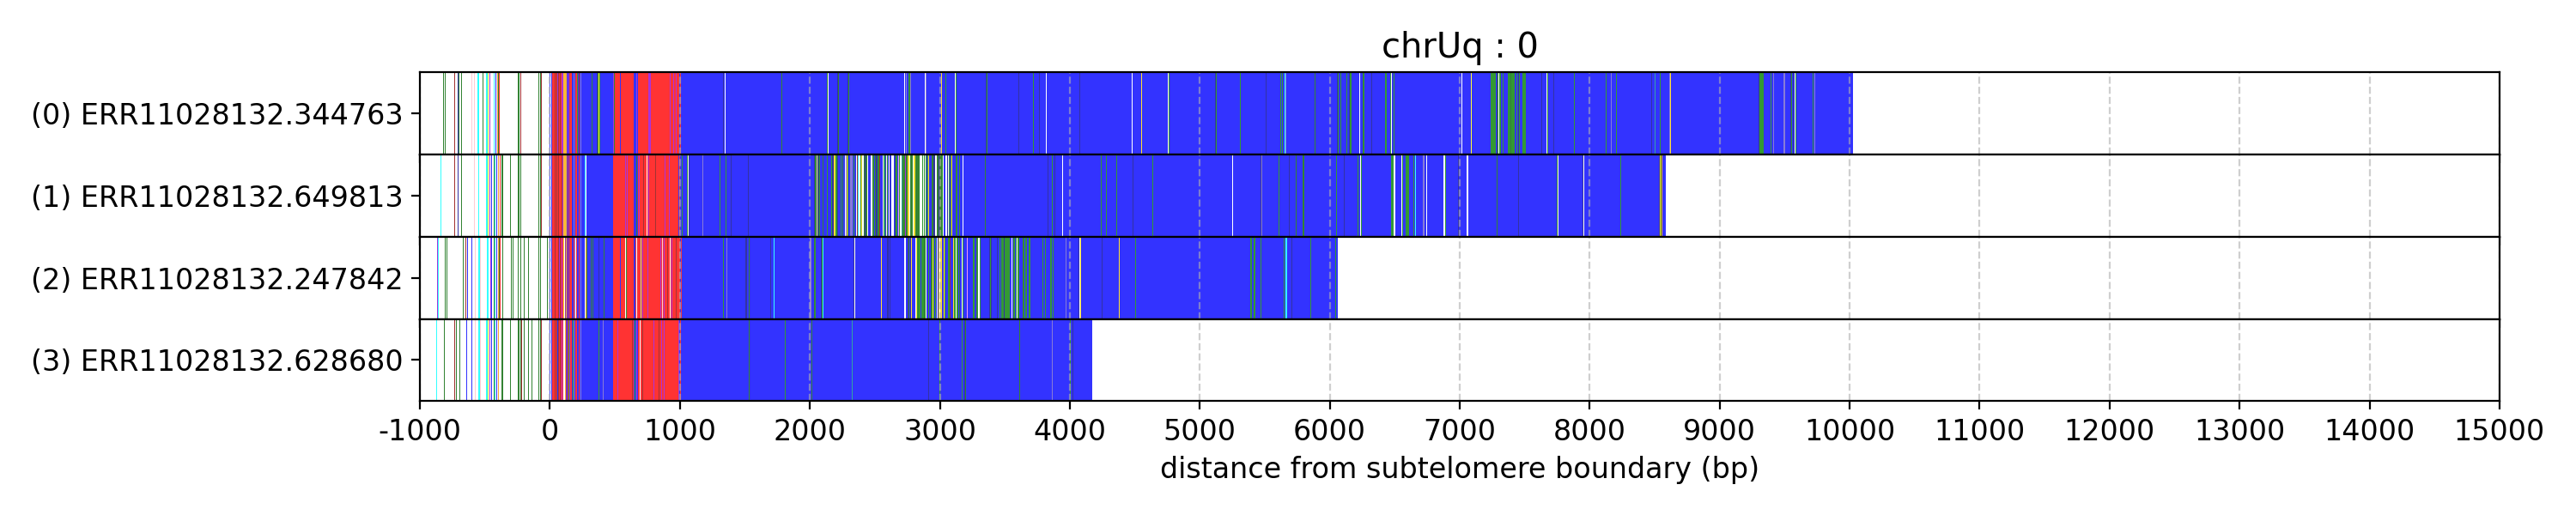 chrUq : 0
(0) ERR11028132.344763
(1) ERR11028132.649813
(2) ERR11028132.247842
(3) ERR11028132.628680
-1000 0 1000 2000 3000 4000 5000 6000 7000 8000 9000 10000 11000 12000 13000 14000 15000
distance from subtelomere boundary (bp)